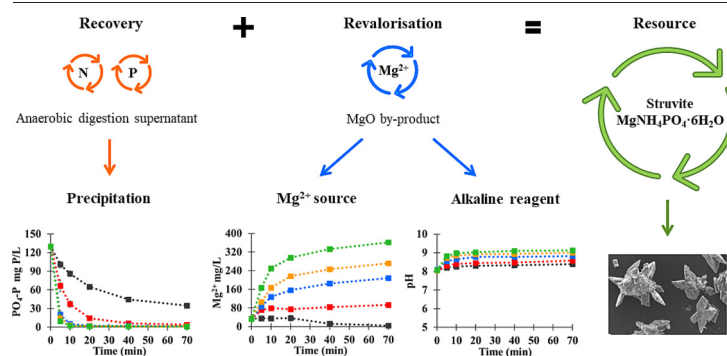 Recovery + Revalorisation = Resource
N P
Mg²⁺
Anaerobic digestion supernatant
MgO by-product
Struvite
MgNH₄PO₄·6H₂O
Precipitation
Mg²⁺ source
Alkaline reagent
PO₄-P mg P/L
150
120
90
60
30
0
0 10 20 30 40 50 60 70
Time (min)
Mg²⁺ mg/L
400
320
240
160
80
0
0 10 20 30 40 50 60 70
Time (min)
pH
10
9
8
7
6
5
0 10 20 30 40 50 60 70
Time (min)